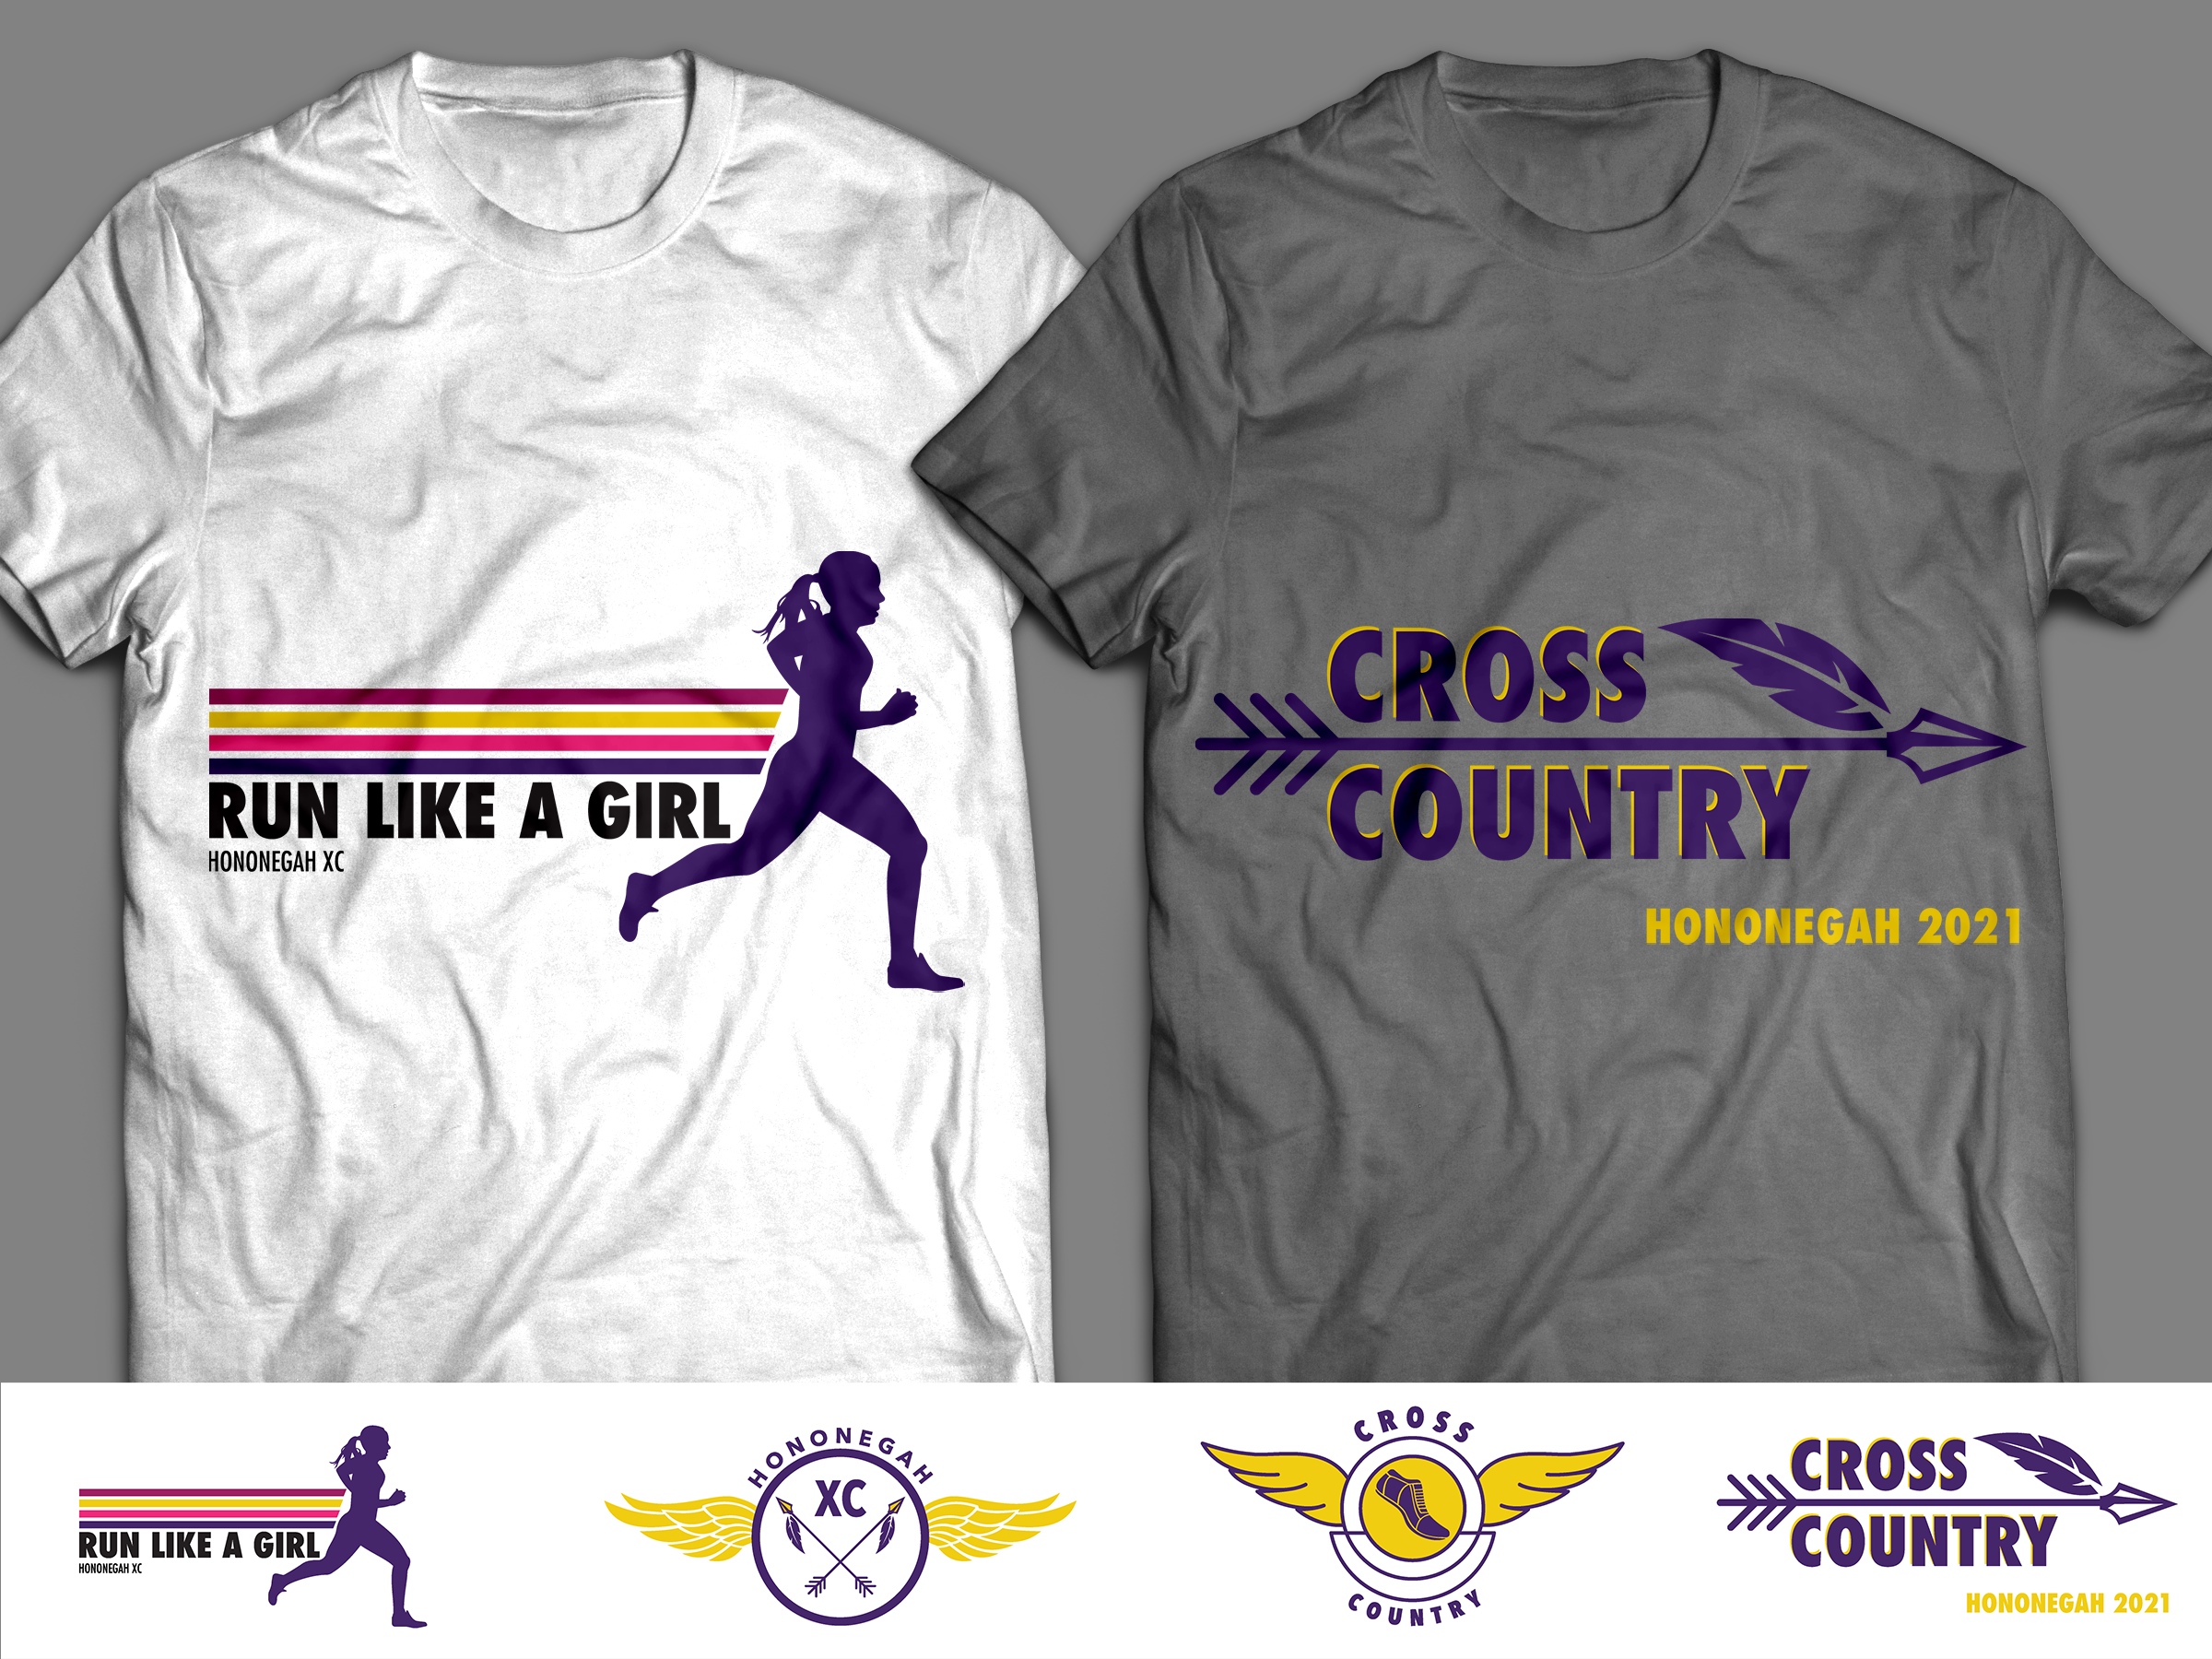 RUN LIKE A GIRL
HONONEGAH XC
CROSS
COUNTRY
HONONEGAH 2021
RUN LIKE A GIRL
HONONEGAH XC
HONONEGAH
XC
CROSS
COUNTRY
CROSS
COUNTRY
HONONEGAH 2021